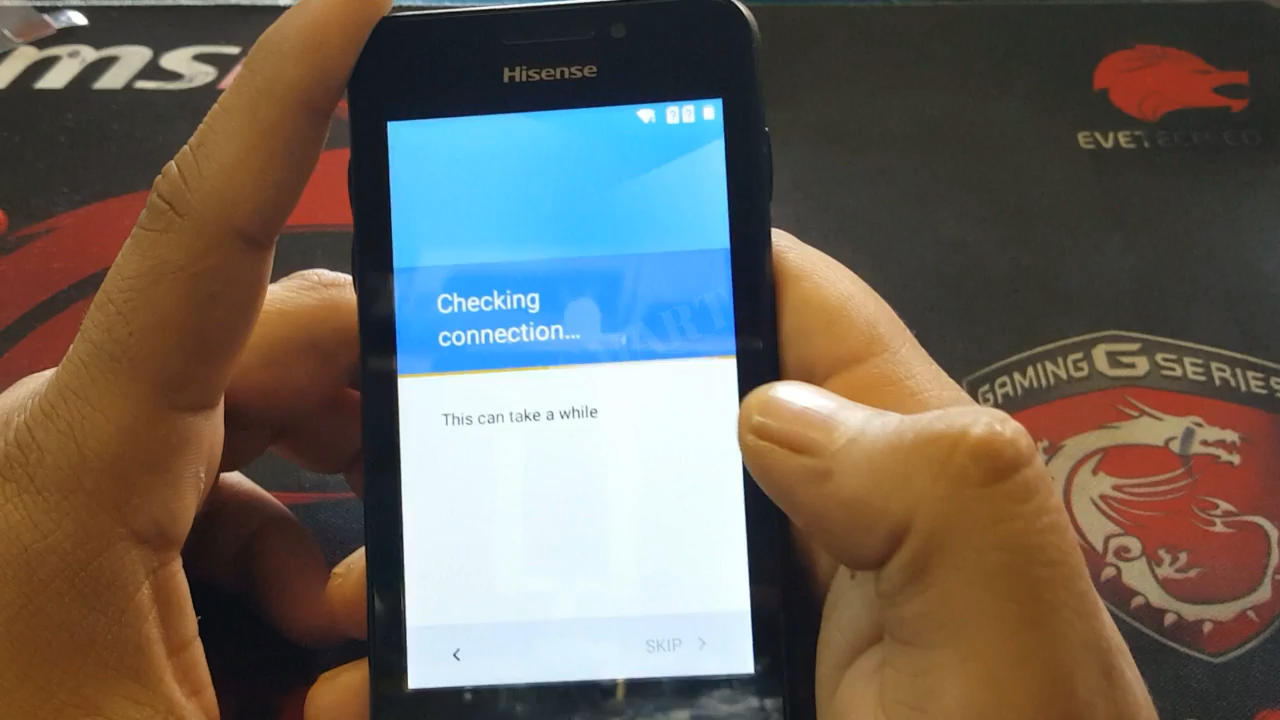 msi
EVETECH.CO
Hisense
Checking
connection...
This can take a while
SKIP
GAMING G SERIES